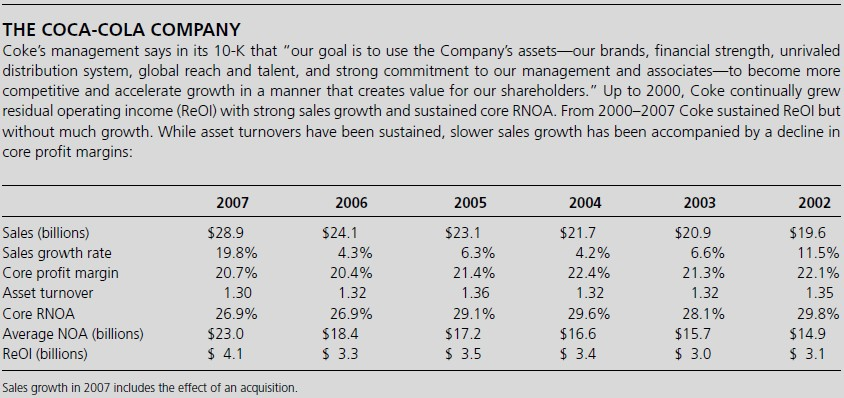 THE COCA-COLA COMPANY
Coke's management says in its 10-K that "our goal is to use the Company's assets—our brands, financial strength, unrivaled
distribution system, global reach and talent, and strong commitment to our management and associates—to become more
competitive and accelerate growth in a manner that creates value for our shareholders." Up to 2000, Coke continually grew
residual operating income (ReOI) with strong sales growth and sustained core RNOA. From 2000–2007 Coke sustained ReOI but
without much growth. While asset turnovers have been sustained, slower sales growth has been accompanied by a decline in
core profit margins:
2007 2006 2005 2004 2003 2002
Sales (billions) $28.9 $24.1 $23.1 $21.7 $20.9 $19.6
Sales growth rate 19.8% 4.3% 6.3% 4.2% 6.6% 11.5%
Core profit margin 20.7% 20.4% 21.4% 22.4% 21.3% 22.1%
Asset turnover 1.30 1.32 1.36 1.32 1.32 1.35
Core RNOA 26.9% 26.9% 29.1% 29.6% 28.1% 29.8%
Average NOA (billions) $23.0 $18.4 $17.2 $16.6 $15.7 $14.9
ReOI (billions) $ 4.1 $ 3.3 $ 3.5 $ 3.4 $ 3.0 $ 3.1
Sales growth in 2007 includes the effect of an acquisition.